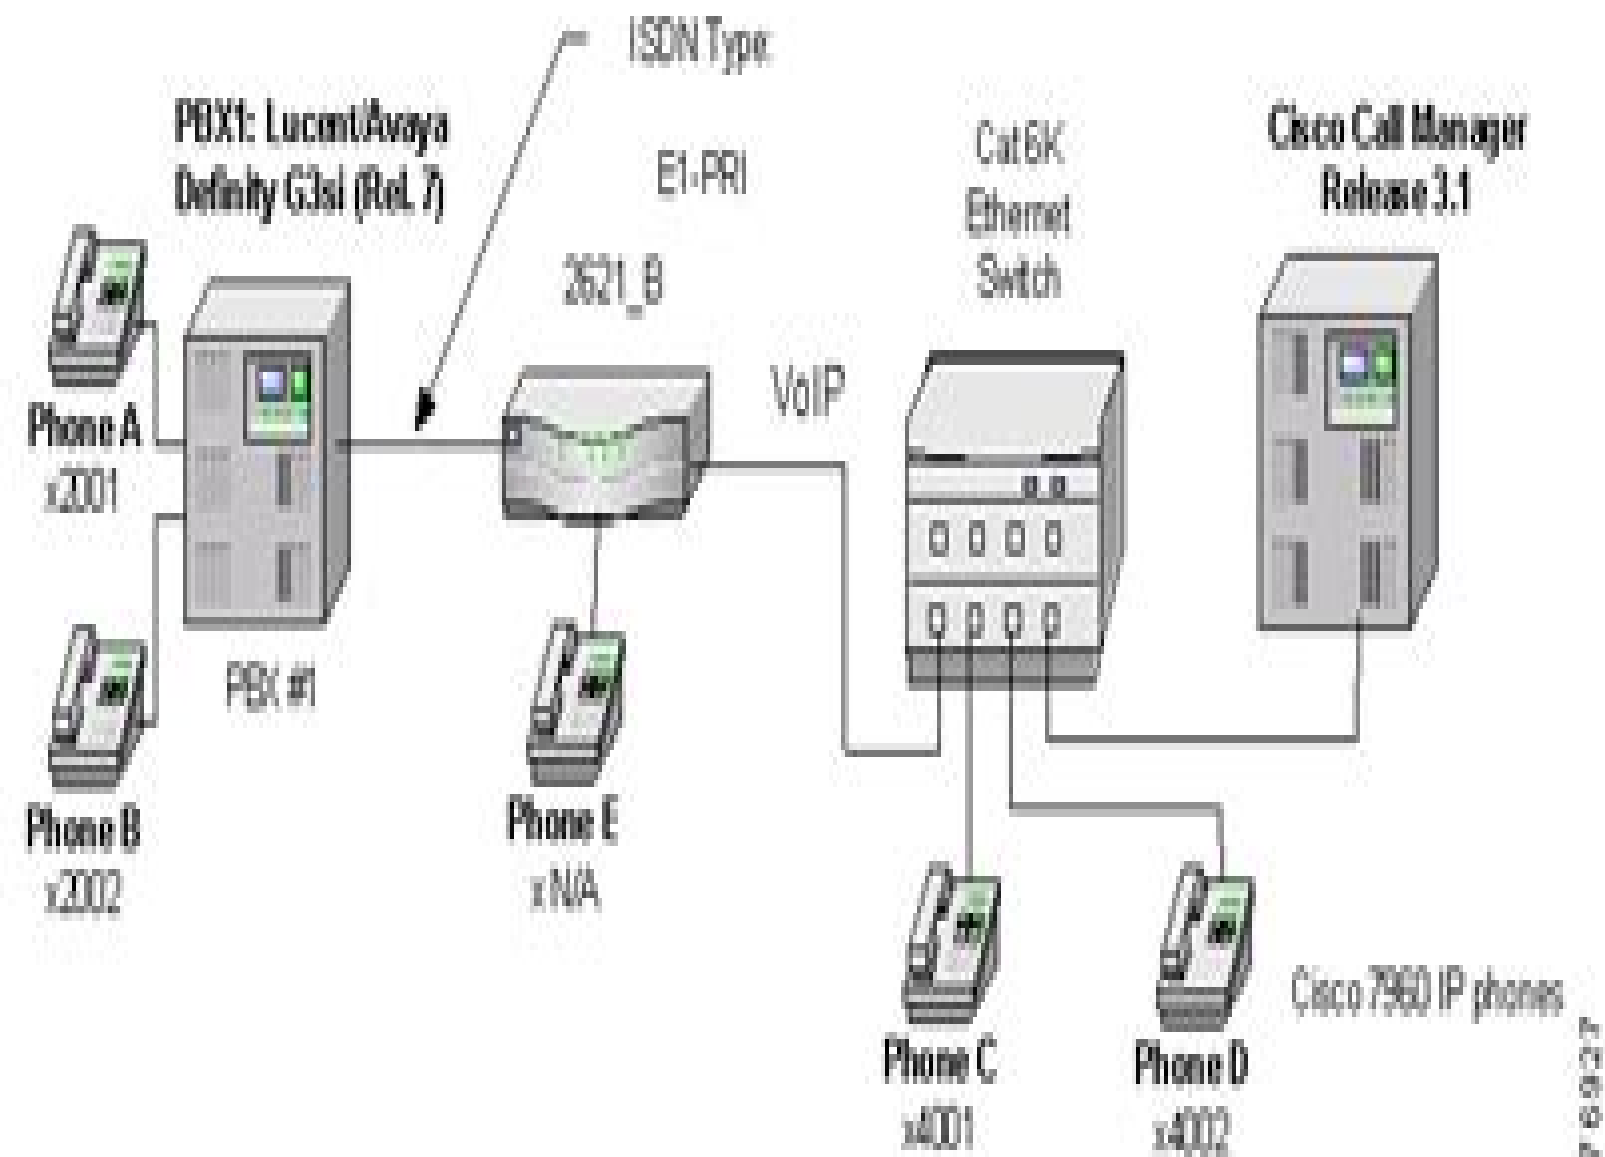 ISDN Type:
PBX1: Lucent/Avaya
Definity G3si (Rel. 7)
E1-PRI
2621_B
Cat6K
Ethernet
Switch
Cisco Call Manager
Release 3.1
VoIP
Phone A
x2001
PBX #1
Phone B
x2002
Phone E
x N/A
Phone C
x4001
Phone D
x4002
Cisco 7960 IP phones
76927